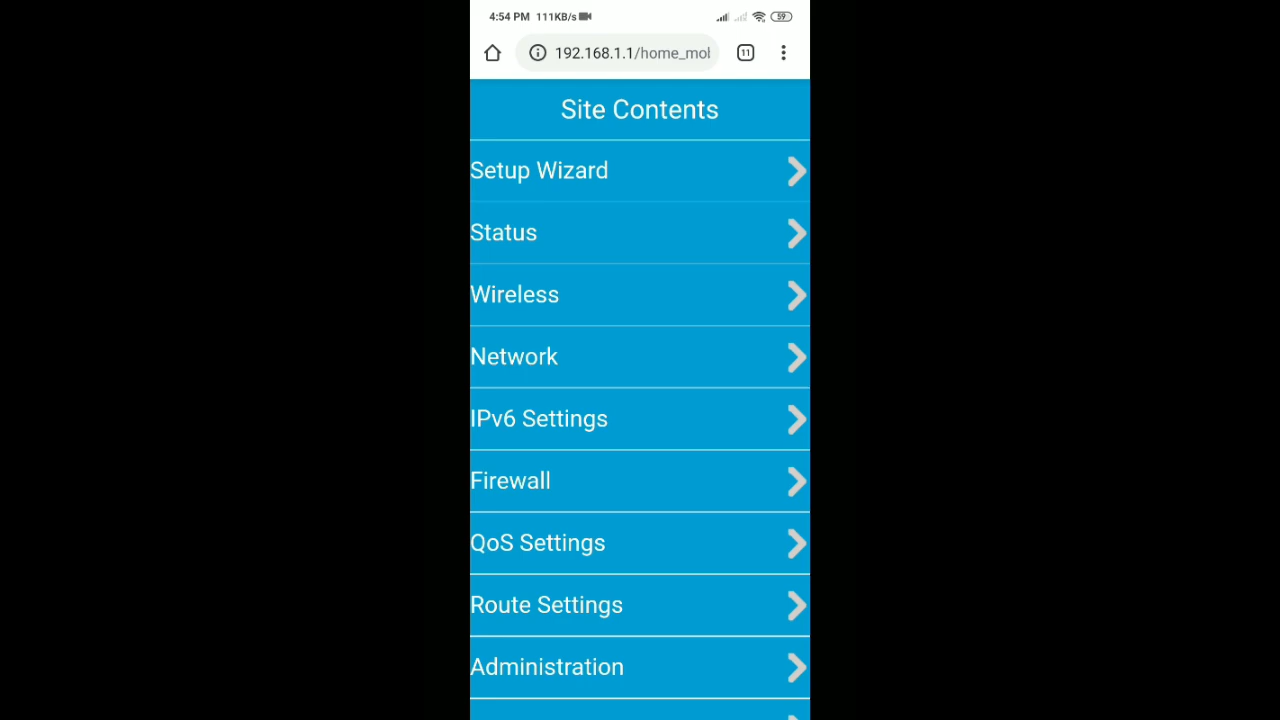 4:54 PM 111KB/s 59
192.168.1.1/home_mol 11
Site Contents
Setup Wizard
Status
Wireless
Network
IPv6 Settings
Firewall
QoS Settings
Route Settings
Administration